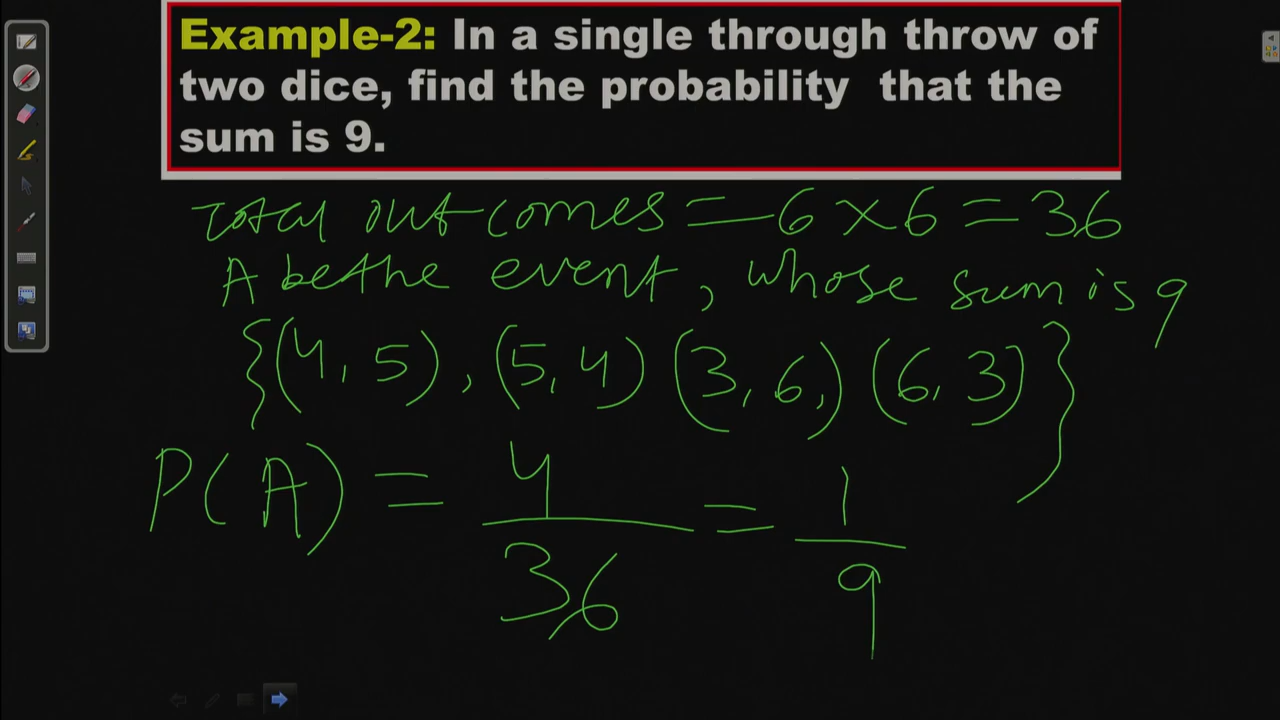 Example-2: In a single through throw of
two dice, find the probability that the
sum is 9.
Total outcomes = 6 × 6 = 36
A be the event, whose sum is 9
{(4, 5), (5, 4) (3, 6,) (6, 3)}
P(A) = 4/36 = 1/9